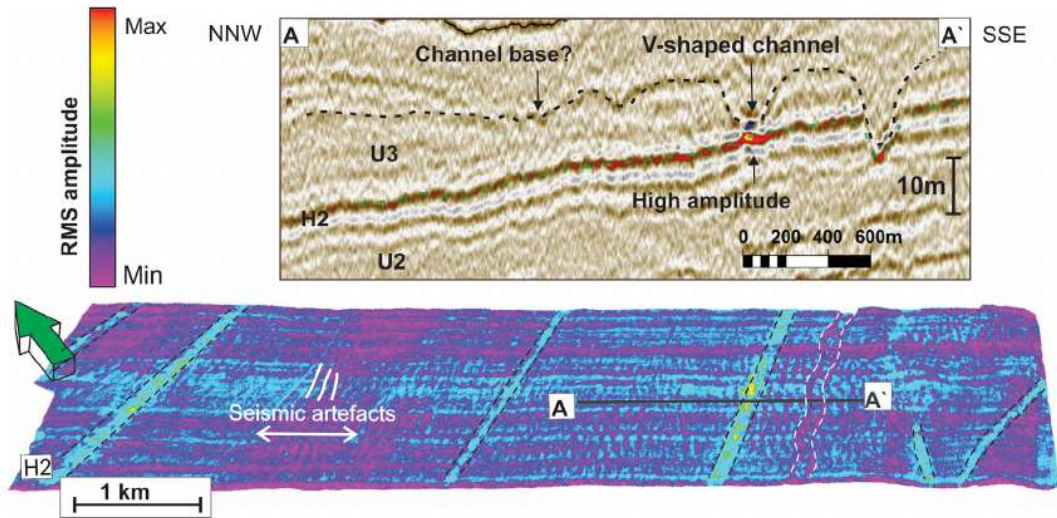 Max
RMS amplitude
Min
NNW
A
A`
SSE
Channel base?
V-shaped channel
U3
High amplitude
10m
H2
U2
0 200 400 600m
Seismic artefacts
A
A`
H2
1 km